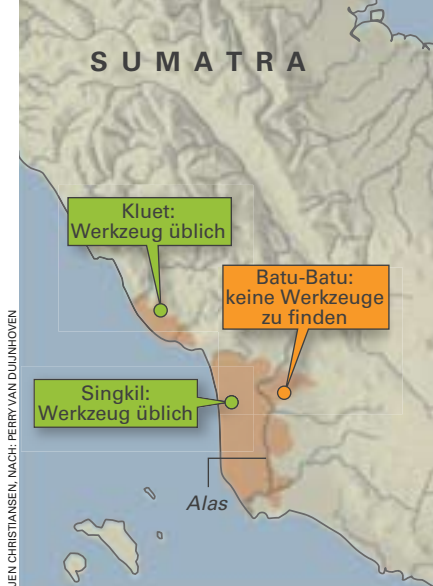 SUMATRA
Kluet:
Werkzeug üblich
Batu-Batu:
keine Werkzeuge
zu finden
Singkil:
Werkzeug üblich
Alas
JEN CHRISTIANSEN, NACH: PERRY VAN DUIJNHOVEN